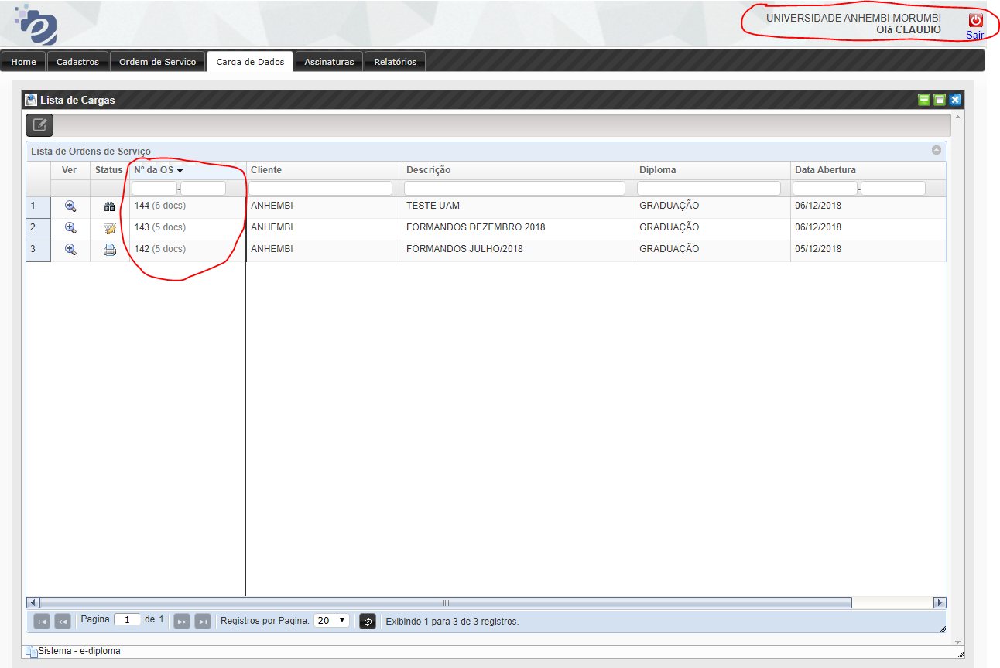 UNIVERSIDADE ANHEMBI MORUMBI
Olá CLAUDIO
Sair
Home Cadastros Ordem de Serviço Carga de Dados Assinaturas Relatórios
Lista de Cargas
Lista de Ordens de Serviço
Ver Status Nº da OS Cliente Descrição Diploma Data Abertura
- -
1 144 (6 docs) ANHEMBI TESTE UAM GRADUAÇÃO 06/12/2018
2 143 (5 docs) ANHEMBI FORMANDOS DEZEMBRO 2018 GRADUAÇÃO 06/12/2018
3 142 (5 docs) ANHEMBI FORMANDOS JULHO/2018 GRADUAÇÃO 05/12/2018
Pagina 1 de 1 Registros por Pagina: 20 Exibindo 1 para 3 de 3 registros.
Sistema - e-diploma